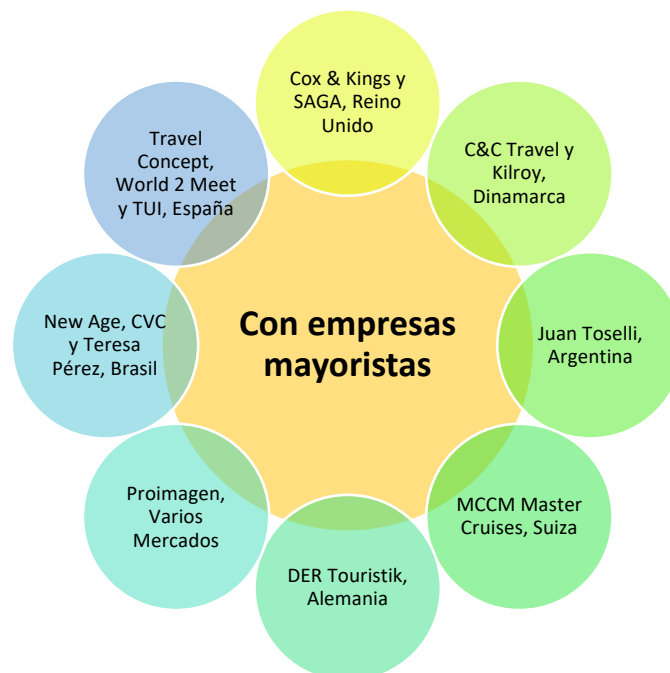 Cox & Kings y
SAGA, Reino
Unido
C&C Travel y
Kilroy,
Dinamarca
Juan Toselli,
Argentina
MCCM Master
Cruises, Suiza
DER Touristik,
Alemania
Proimagen,
Varios
Mercados
New Age, CVC
y Teresa
Pérez, Brasil
Travel
Concept,
World 2 Meet
y TUI, España
Con empresas
mayoristas